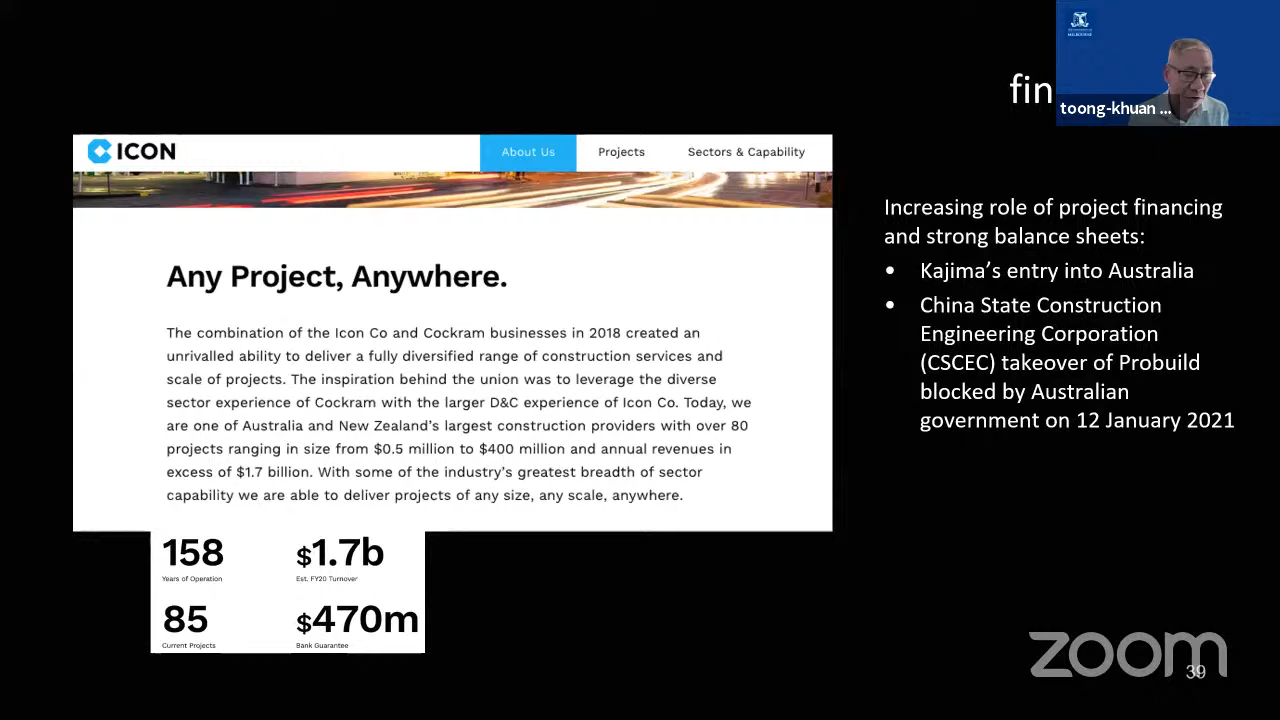 fin
toong-khuan ...
ICON
About Us
Projects
Sectors & Capability
Any Project, Anywhere.
The combination of the Icon Co and Cockram businesses in 2018 created an
unrivalled ability to deliver a fully diversified range of construction services and
scale of projects. The inspiration behind the union was to leverage the diverse
sector experience of Cockram with the larger D&C experience of Icon Co. Today, we
are one of Australia and New Zealand's largest construction providers with over 80
projects ranging in size from $0.5 million to $400 million and annual revenues in
excess of $1.7 billion. With some of the industry's greatest breadth of sector
capability we are able to deliver projects of any size, any scale, anywhere.
158
Years of Operation
$1.7b
Est. FY20 Turnover
85
Current Projects
$470m
Bank Guarantee
Increasing role of project financing
and strong balance sheets:
• Kajima's entry into Australia
• China State Construction
Engineering Corporation
(CSCEC) takeover of Probuild
blocked by Australian
government on 12 January 2021
zoom
39